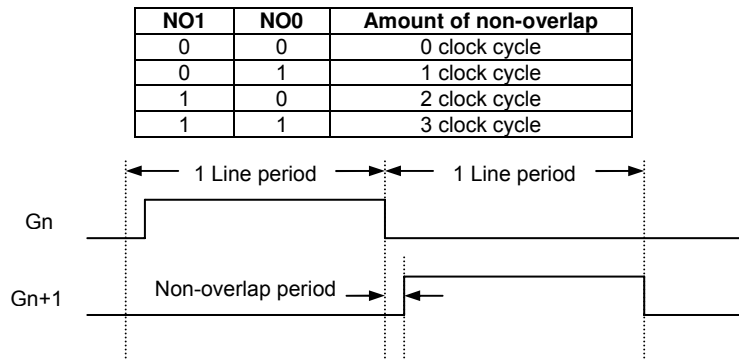 NO1 NO0 Amount of non-overlap
0 0 0 clock cycle
0 1 1 clock cycle
1 0 2 clock cycle
1 1 3 clock cycle
1 Line period 1 Line period
Gn
Non-overlap period
Gn+1